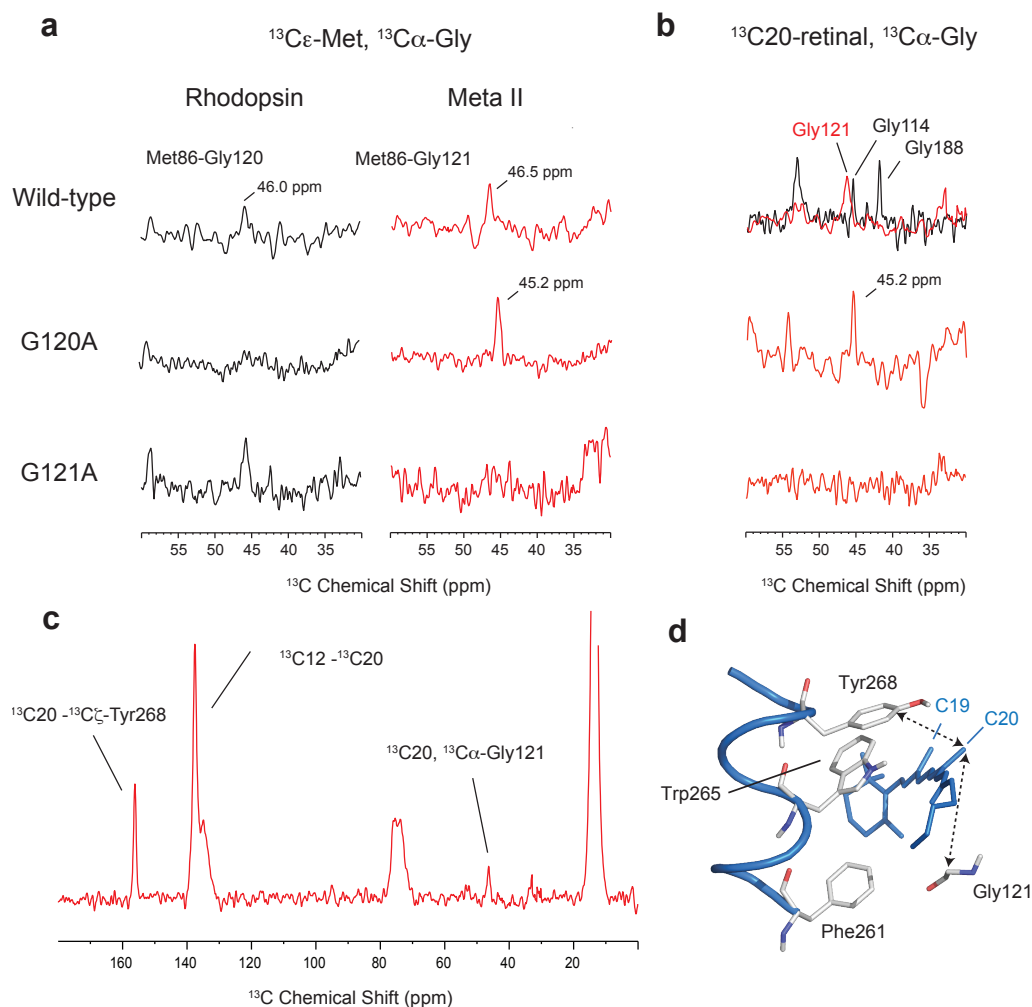 a
¹³Cε-Met, ¹³Cα-Gly
Rhodopsin
Meta II
Wild-type
Met86-Gly120
46.0 ppm
Met86-Gly121
46.5 ppm
G120A
45.2 ppm
G121A
55 50 45 40 35
55 50 45 40 35
¹³C Chemical Shift (ppm)
b
¹³C20-retinal, ¹³Cα-Gly
Gly121
Gly114
Gly188
45.2 ppm
55 50 45 40 35
¹³C Chemical Shift (ppm)
c
¹³C20 -¹³Cζ-Tyr268
¹³C12 -¹³C20
¹³C20, ¹³Cα-Gly121
160 140 120 100 80 60 40 20
¹³C Chemical Shift (ppm)
d
Tyr268
C19
C20
Trp265
Gly121
Phe261